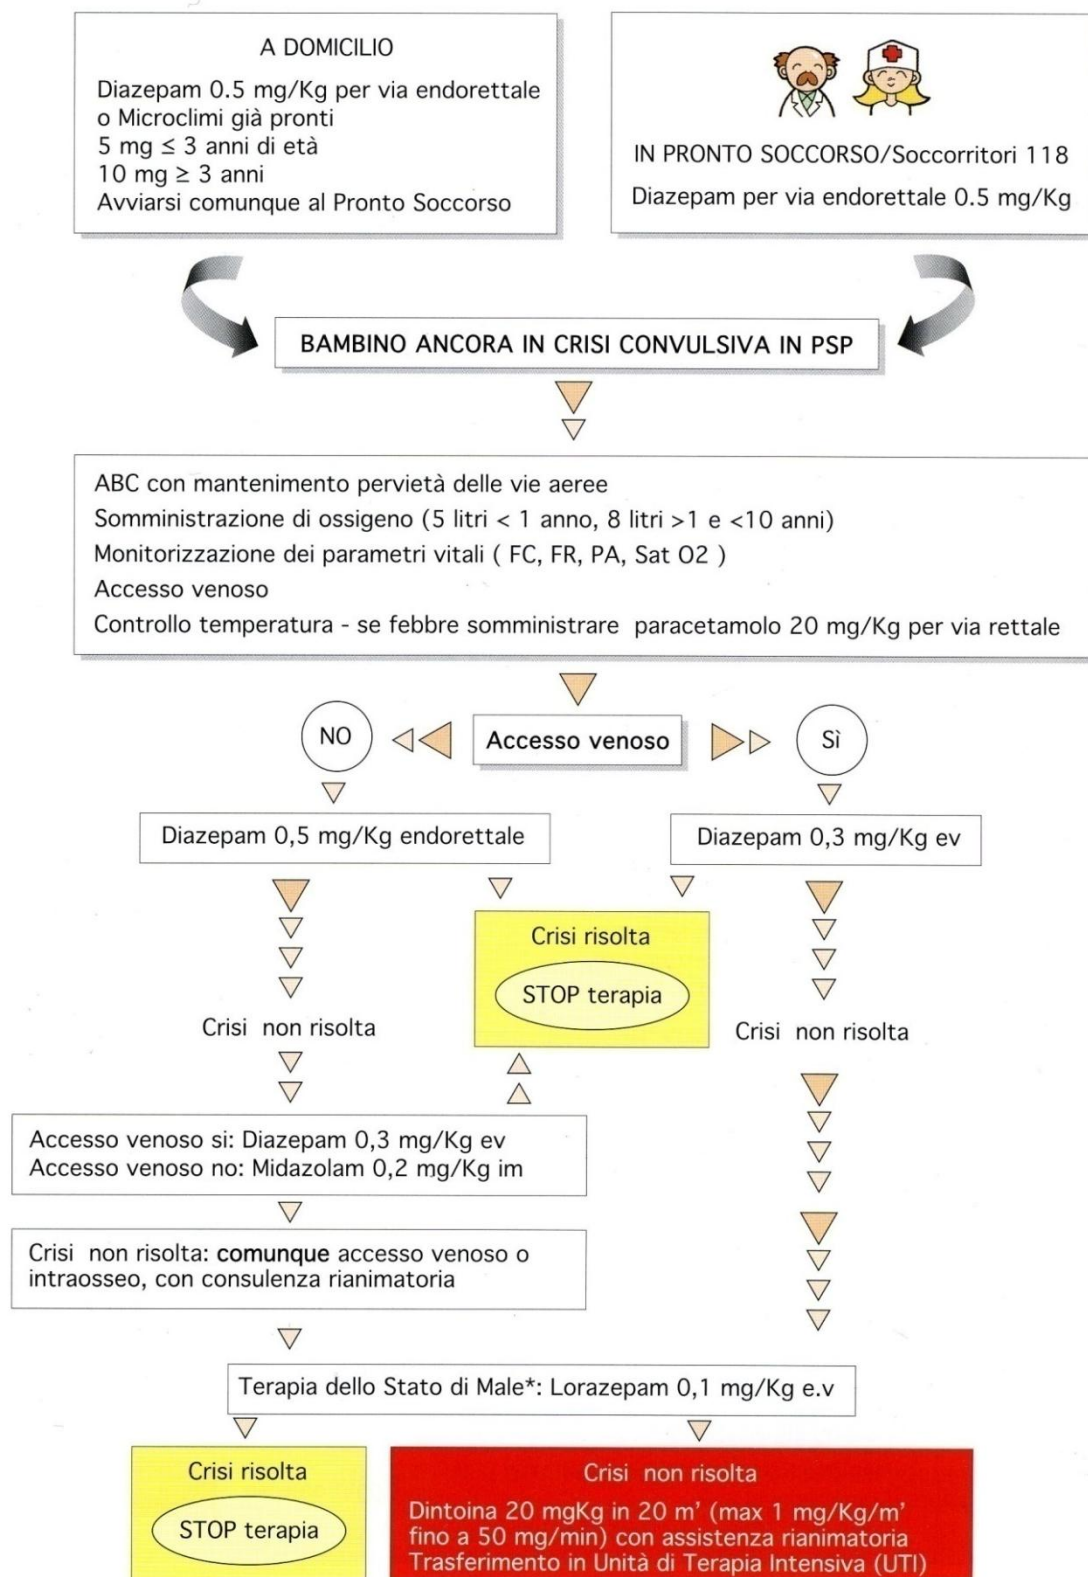 A DOMICILIO
Diazepam 0.5 mg/Kg per via endorettale
o Microclimi già pronti
5 mg ≤ 3 anni di età
10 mg ≥ 3 anni
Avviarsi comunque al Pronto Soccorso
IN PRONTO SOCCORSO/Soccorritori 118
Diazepam per via endorettale 0.5 mg/Kg
BAMBINO ANCORA IN CRISI CONVULSIVA IN PSP
ABC con mantenimento pervietà delle vie aeree
Somministrazione di ossigeno (5 litri < 1 anno, 8 litri >1 e <10 anni)
Monitorizzazione dei parametri vitali ( FC, FR, PA, Sat O2 )
Accesso venoso
Controllo temperatura - se febbre somministrare paracetamolo 20 mg/Kg per via rettale
NO
Accesso venoso
Sì
Diazepam 0,5 mg/Kg endorettale
Diazepam 0,3 mg/Kg ev
Crisi risolta
STOP terapia
Crisi non risolta
Crisi non risolta
Accesso venoso si: Diazepam 0,3 mg/Kg ev
Accesso venoso no: Midazolam 0,2 mg/Kg im
Crisi non risolta: comunque accesso venoso o
intraosseo, con consulenza rianimatoria
Terapia dello Stato di Male*: Lorazepam 0,1 mg/Kg e.v
Crisi risolta
STOP terapia
Crisi non risolta
Dintoina 20 mgKg in 20 m' (max 1 mg/Kg/m'
fino a 50 mg/min) con assistenza rianimatoria
Trasferimento in Unità di Terapia Intensiva (UTI)